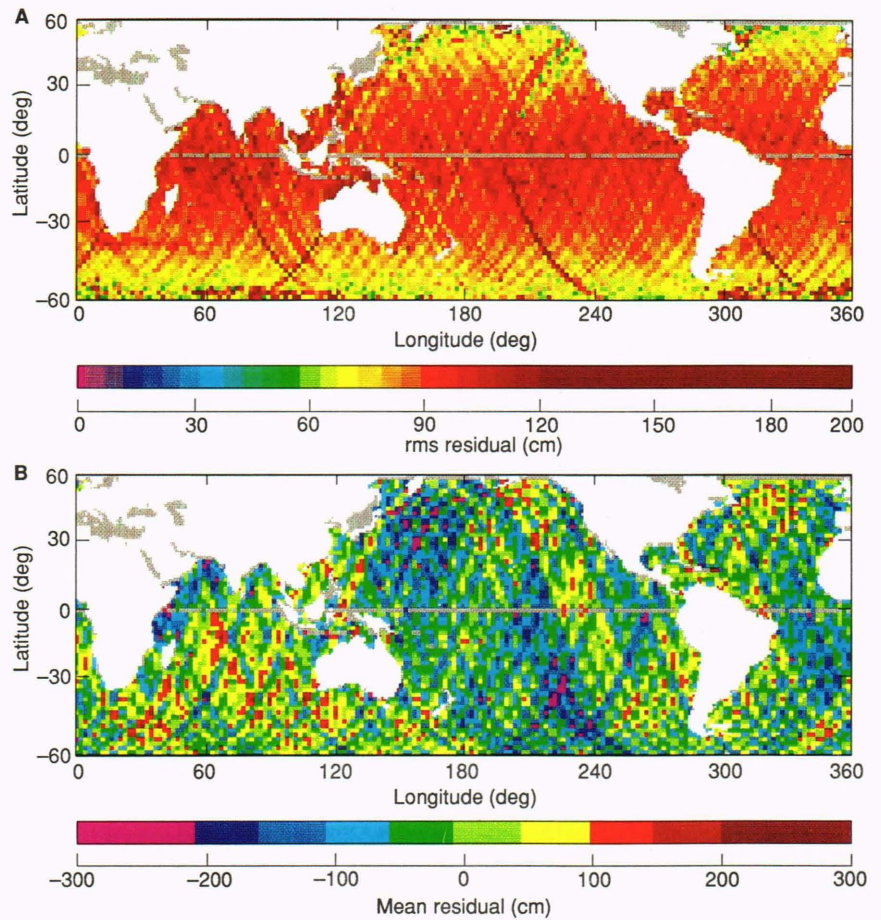 A
60
30
0
−30
−60
Latitude (deg)
0 60 120 180 240 300 360
Longitude (deg)
0 30 60 90 120 150 180 200
rms residual (cm)
B
60
30
0
−30
−60
Latitude (deg)
0 60 120 180 240 300 360
Longitude (deg)
−300 −200 −100 0 100 200 300
Mean residual (cm)